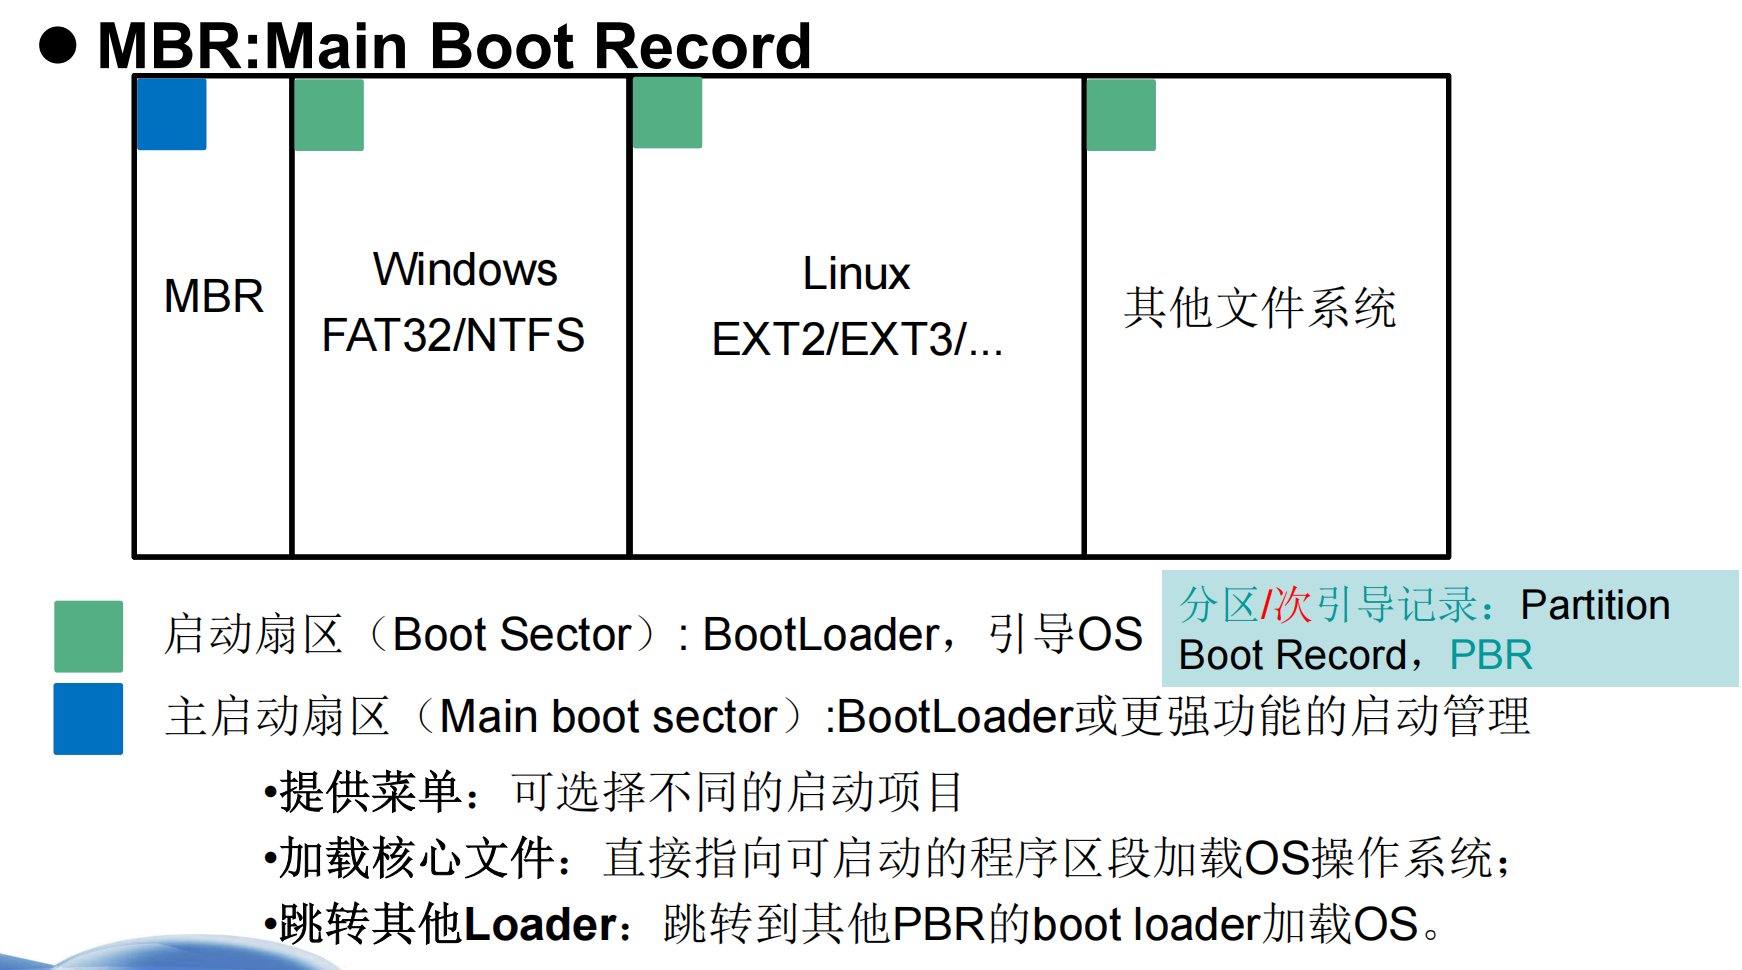 ● MBR:Main Boot Record
MBR
Windows
FAT32/NTFS
Linux
EXT2/EXT3/...
其他文件系统
启动扇区（Boot Sector）: BootLoader，引导OS
分区/次引导记录：Partition
Boot Record，PBR
主启动扇区（Main boot sector）:BootLoader或更强功能的启动管理
•提供菜单：可选择不同的启动项目
•加载核心文件：直接指向可启动的程序区段加载OS操作系统；
•跳转其他Loader：跳转到其他PBR的boot loader加载OS。